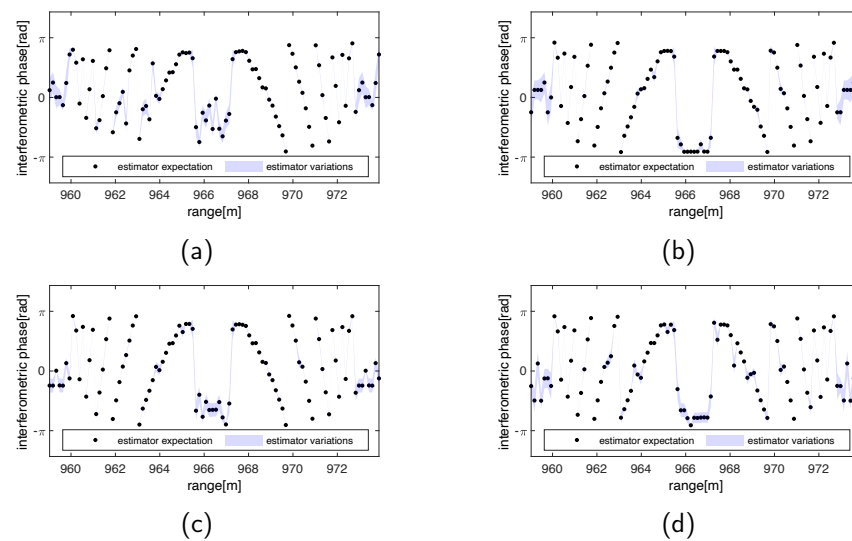 interferometric phase[rad]
π
0
-π
estimator expectation
estimator variations
960 962 964 966 968 970 972
range[m]
(a)
interferometric phase[rad]
π
0
-π
estimator expectation
estimator variations
960 962 964 966 968 970 972
range[m]
(b)
interferometric phase[rad]
π
0
-π
estimator expectation
estimator variations
960 962 964 966 968 970 972
range[m]
(c)
interferometric phase[rad]
π
0
-π
estimator expectation
estimator variations
960 962 964 966 968 970 972
range[m]
(d)